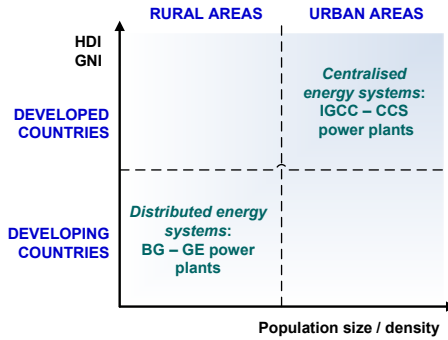 RURAL AREAS
URBAN AREAS
HDI
GNI
DEVELOPED
COUNTRIES
Centralised
energy systems:
IGCC – CCS
power plants
DEVELOPING
COUNTRIES
Distributed energy
systems:
BG – GE power
plants
Population size / density